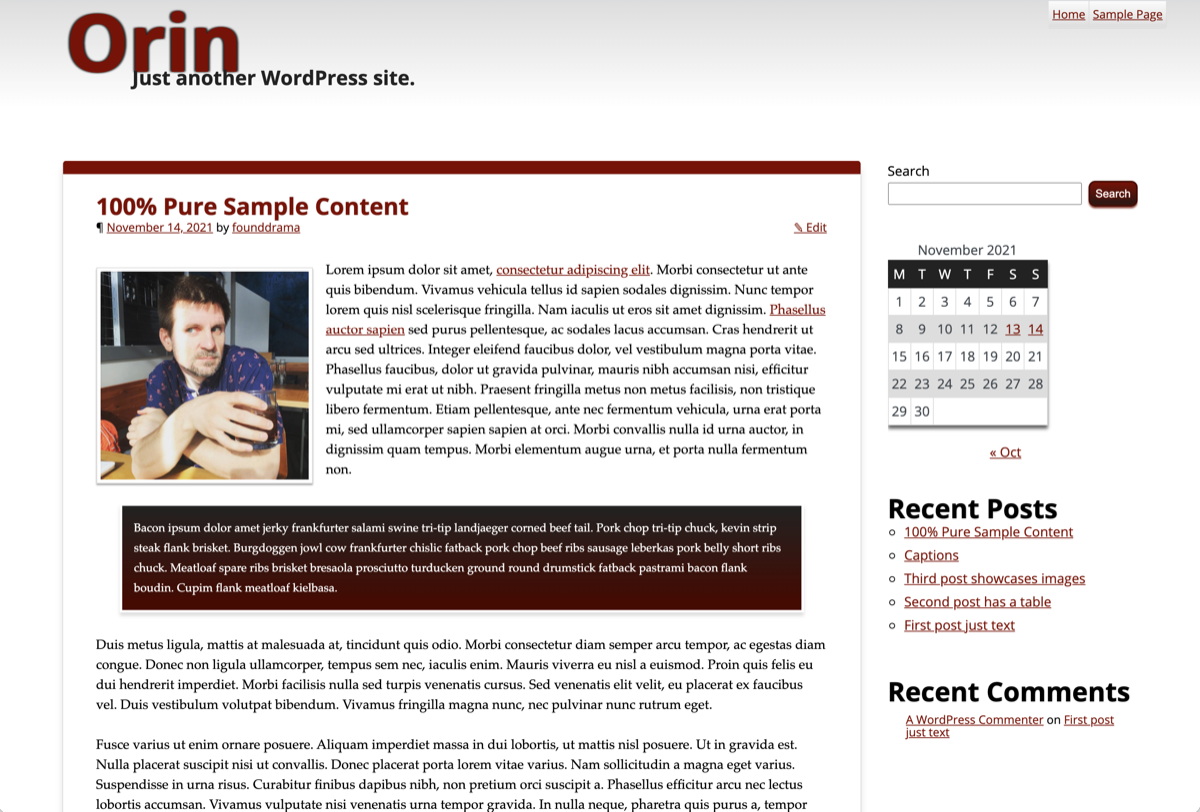 Orin
Just another WordPress site.
Home Sample Page
100% Pure Sample Content
¶ November 14, 2021 by founddrama
✎ Edit
Lorem ipsum dolor sit amet, consectetur adipiscing elit. Morbi consectetur ut ante
quis bibendum. Vivamus vehicula tellus id sapien sodales dignissim. Nunc tempor
lorem quis nisl scelerisque fringilla. Nam iaculis ut eros sit amet dignissim. Phasellus
auctor sapien sed purus pellentesque, ac sodales lacus accumsan. Cras hendrerit ut
arcu sed ultrices. Integer eleifend faucibus dolor, vel vestibulum magna porta vitae.
Phasellus faucibus, dolor ut gravida pulvinar, mauris nibh accumsan nisi, efficitur
vulputate mi erat ut nibh. Praesent fringilla metus non metus facilisis, non tristique
libero fermentum. Etiam pellentesque, ante nec fermentum vehicula, urna erat porta
mi, sed ullamcorper sapien sapien at orci. Morbi convallis nulla id urna auctor, in
dignissim quam tempus. Morbi elementum augue urna, et porta nulla fermentum
non.
Bacon ipsum dolor amet jerky frankfurter salami swine tri-tip landjaeger corned beef tail. Pork chop tri-tip chuck, kevin strip
steak flank brisket. Burgdoggen jowl cow frankfurter chislic fatback pork chop beef ribs sausage leberkas pork belly short ribs
chuck. Meatloaf spare ribs brisket bresaola prosciutto turducken ground round drumstick fatback pastrami bacon flank
boudin. Cupim flank meatloaf kielbasa.
Duis metus ligula, mattis at malesuada at, tincidunt quis odio. Morbi consectetur diam semper arcu tempor, ac egestas diam
congue. Donec non ligula ullamcorper, tempus sem nec, iaculis enim. Mauris viverra eu nisl a euismod. Proin quis felis eu
dui hendrerit imperdiet. Morbi facilisis nulla sed turpis venenatis cursus. Sed venenatis elit velit, eu placerat ex faucibus
vel. Duis vestibulum volutpat bibendum. Vivamus fringilla magna nunc, nec pulvinar nunc rutrum eget.
Fusce varius ut enim ornare posuere. Aliquam imperdiet massa in dui lobortis, ut mattis nisl posuere. Ut in gravida est.
Nulla placerat suscipit nisi ut convallis. Donec placerat porta lorem vitae varius. Nam sollicitudin a magna eget varius.
Suspendisse in urna risus. Curabitur finibus dapibus nibh, non pretium orci suscipit a. Phasellus efficitur arcu nec lectus
lobortis accumsan. Vivamus vulputate nisi venenatis urna tempor gravida. In nulla neque, pharetra quis purus a, tempor
Search
Search
November 2021
M T W T F S S
1 2 3 4 5 6 7
8 9 10 11 12 13 14
15 16 17 18 19 20 21
22 23 24 25 26 27 28
29 30
« Oct
Recent Posts
100% Pure Sample Content
Captions
Third post showcases images
Second post has a table
First post just text
Recent Comments
A WordPress Commenter on First post
just text